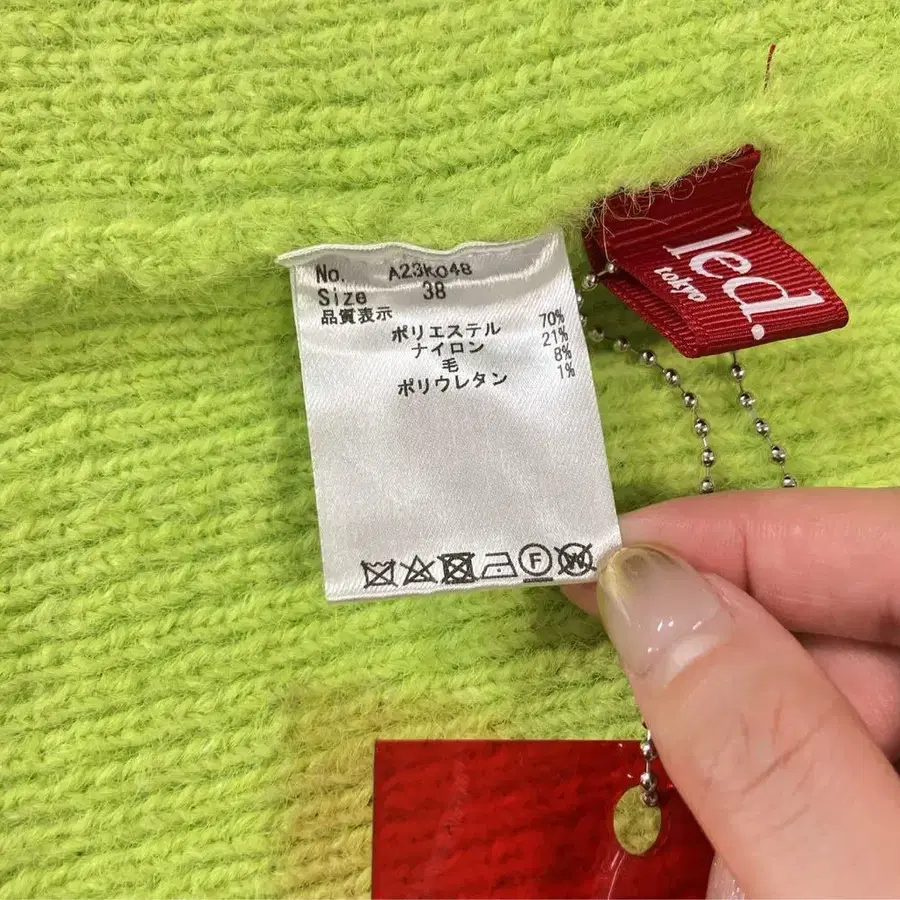 No. A23K048
Size 38
品質表示
ポリエステル 70%
ナイロン 21%
毛 8%
ポリウレタン 1%
F W
led.
tokyo